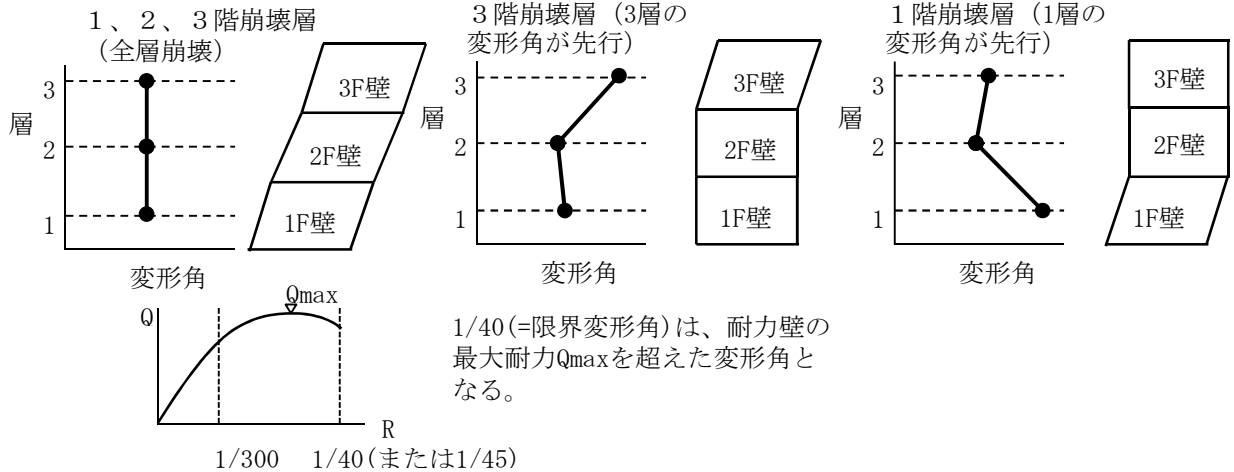 1、2、3階崩壊層
(全層崩壊)
3
層
2
1
3F壁
2F壁
1F壁
変形角
3階崩壊層 (3層の
変形角が先行)
3
層
2
1
3F壁
2F壁
1F壁
変形角
1階崩壊層 (1層の
変形角が先行)
3
層
2
1
3F壁
2F壁
1F壁
変形角
Qmax
Q
R
1/300 1/40(または1/45)
1/40(=限界変形角)は、耐力壁の
最大耐力Qmaxを超えた変形角と
なる。